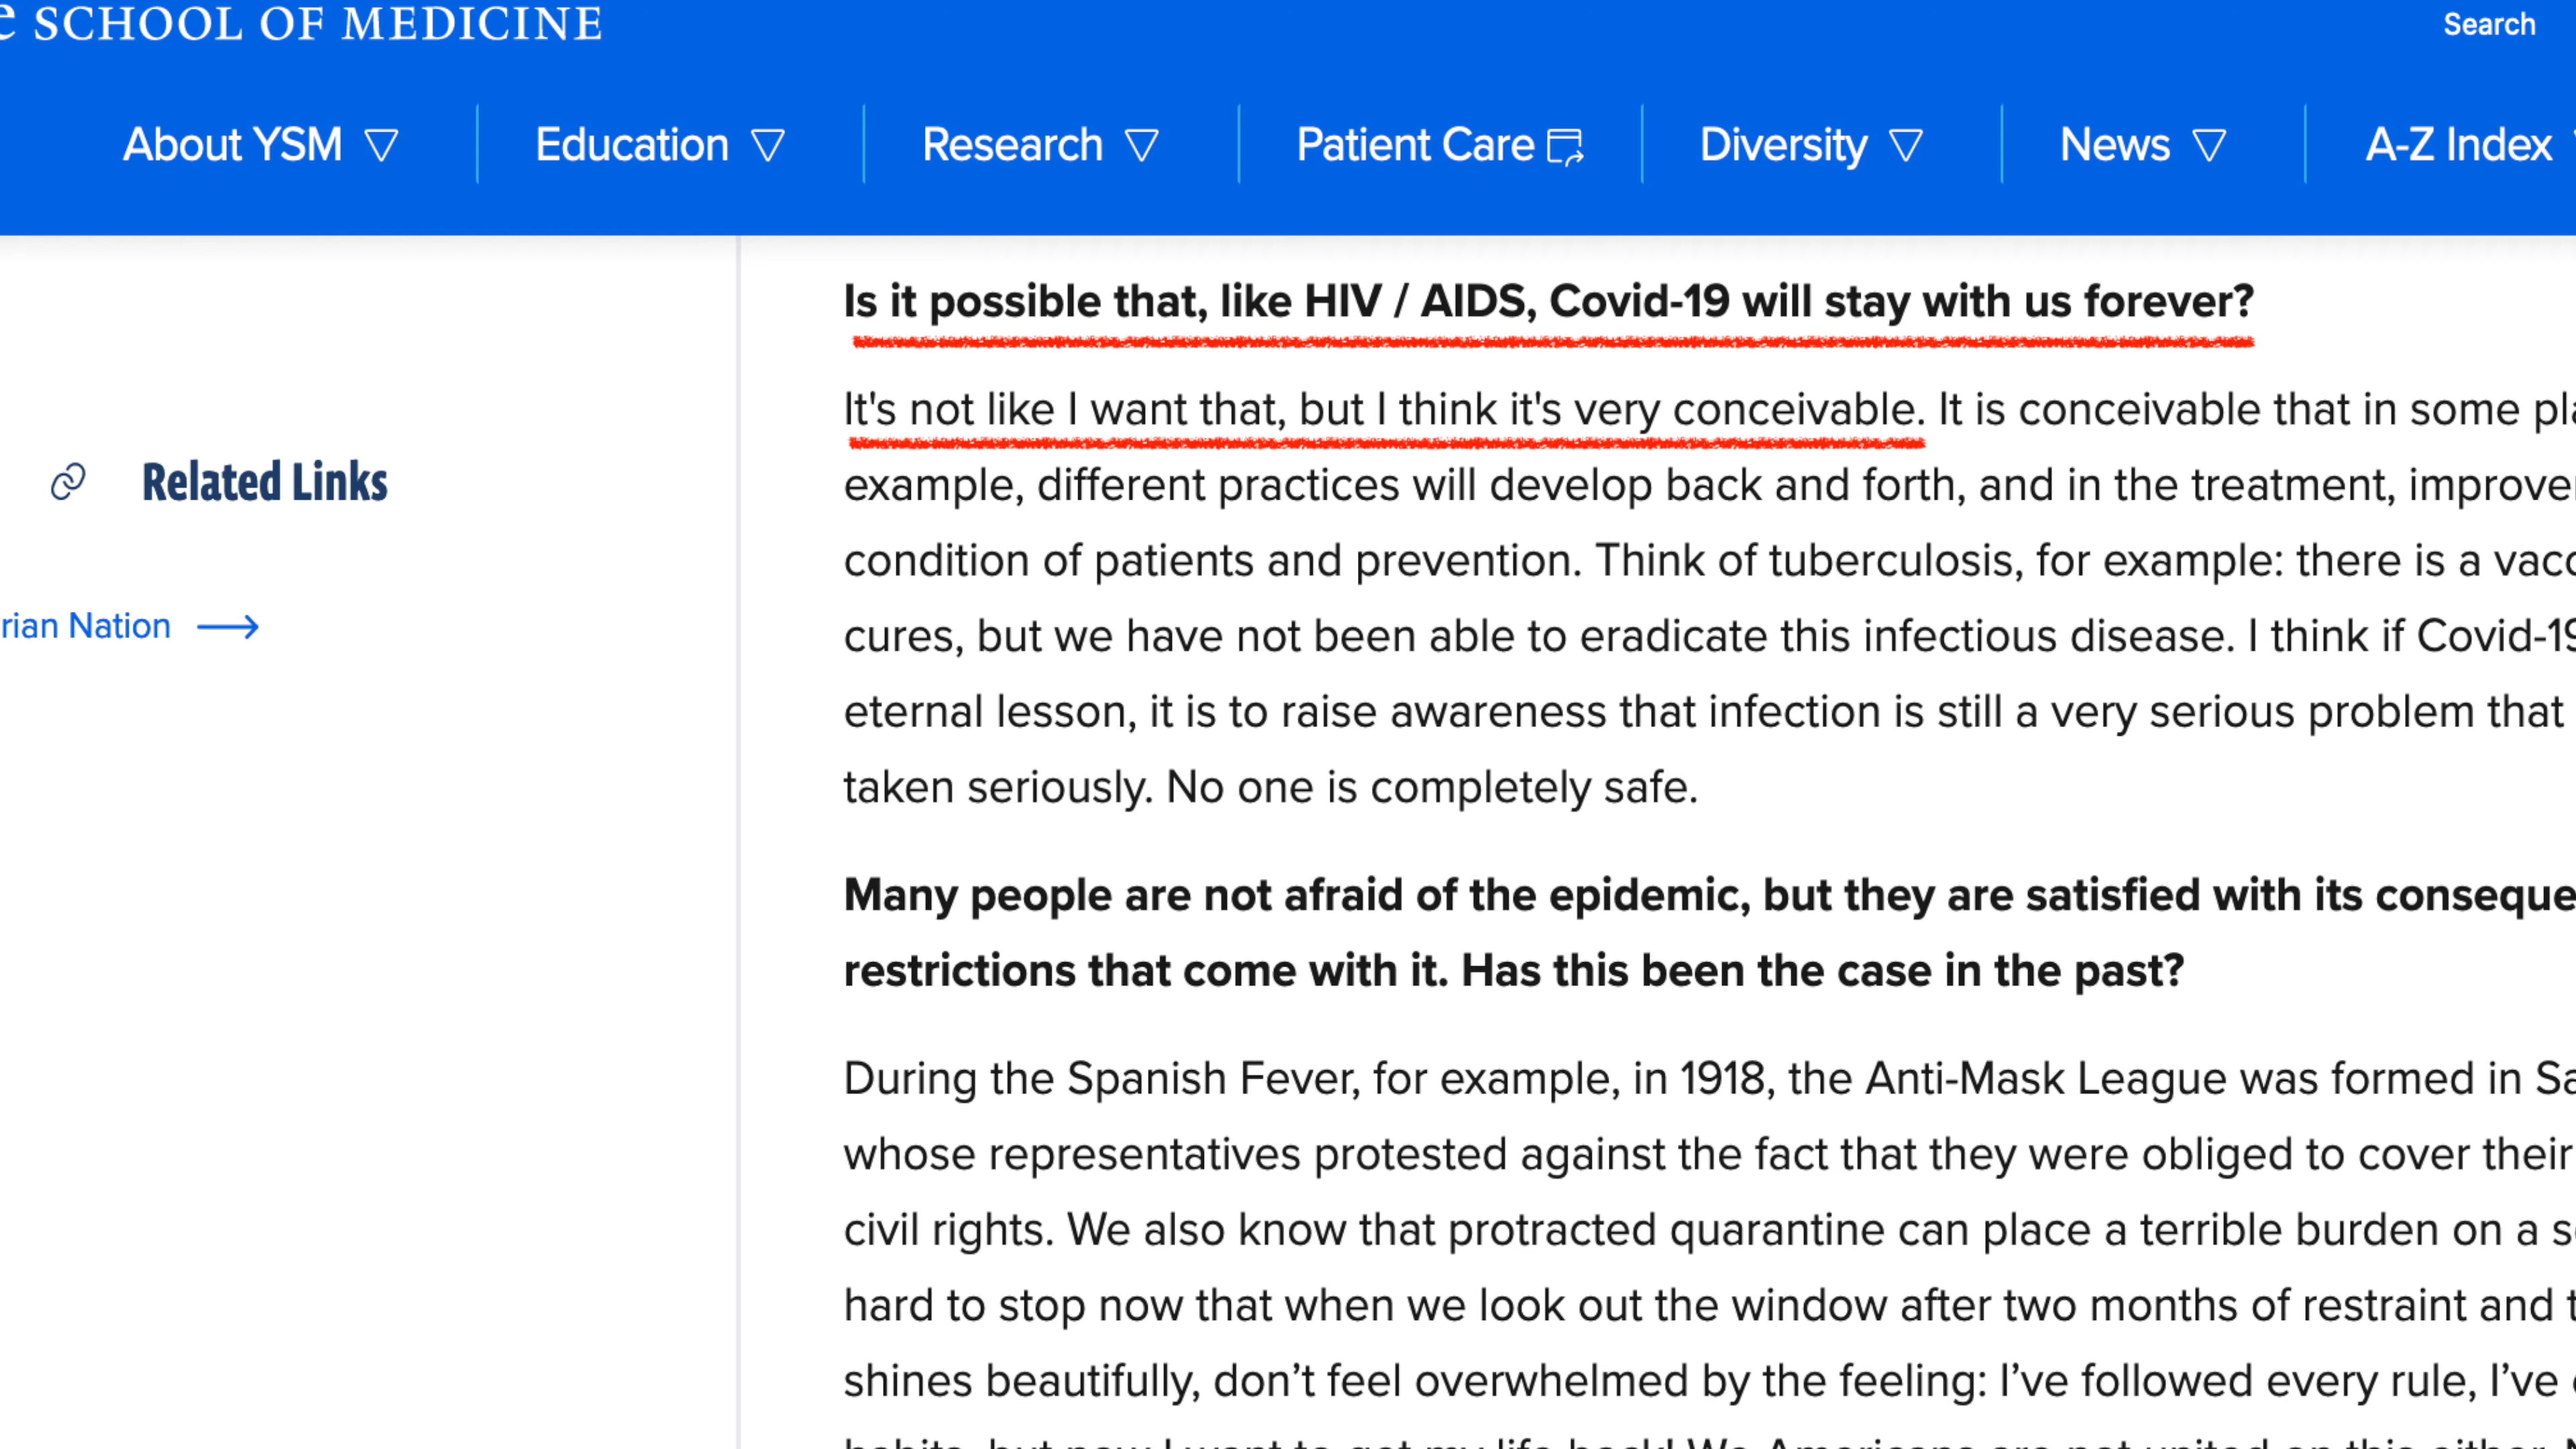 SCHOOL OF MEDICINE
Search
About YSM
Education
Research
Patient Care
Diversity
News
A-Z Index
Is it possible that, like HIV / AIDS, Covid-19 will stay with us forever?
It's not like I want that, but I think it's very conceivable. It is conceivable that in some
example, different practices will develop back and forth, and in the treatment,
condition of patients and prevention. Think of tuberculosis, for example: there is a
cures, but we have not been able to eradicate this infectious disease. I think if
eternal lesson, it is to raise awareness that infection is still a very serious problem that
taken seriously. No one is completely safe.
Related Links
rian Nation
Many people are not afraid of the epidemic, but they are satisfied with its
restrictions that come with it. Has this been the case in the past?
During the Spanish Fever, for example, in 1918, the Anti-Mask League was formed in
whose representatives protested against the fact that they were obliged to cover their
civil rights. We also know that protracted quarantine can place a terrible burden on a
hard to stop now that when we look out the window after two months of restraint and
shines beautifully, don’t feel overwhelmed by the feeling: I’ve followed every rule, I’ve